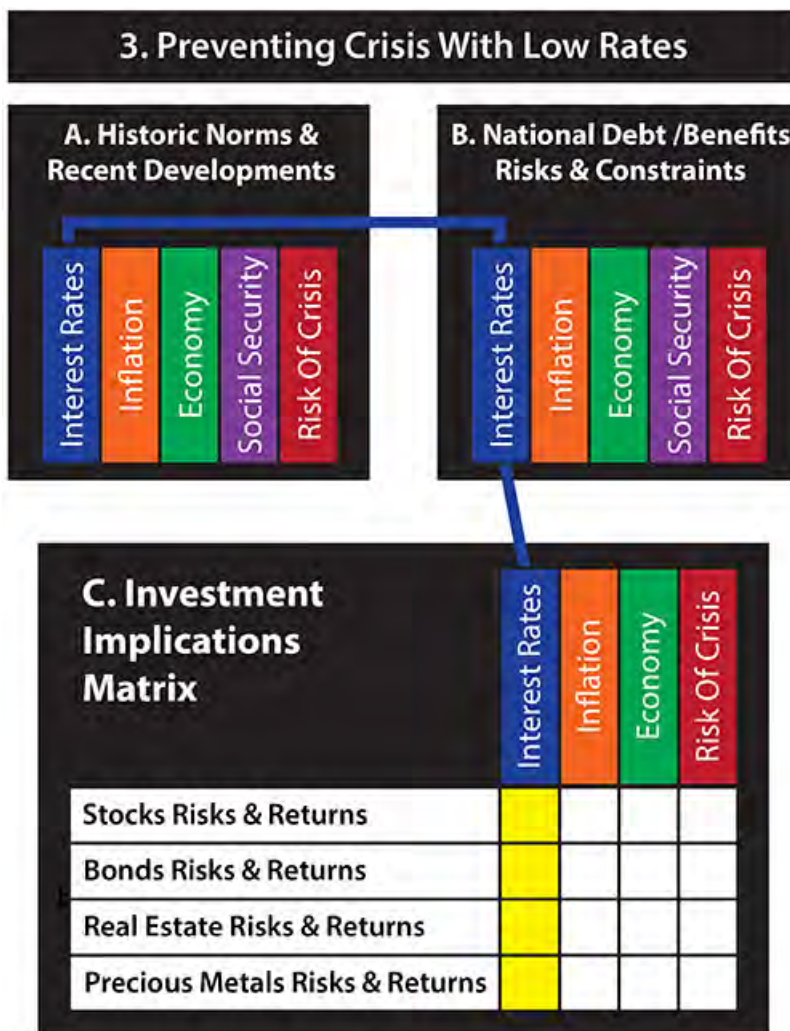 3. Preventing Crisis With Low Rates
A. Historic Norms &
Recent Developments
B. National Debt /Benefits
Risks & Constraints
Interest Rates
Inflation
Economy
Social Security
Risk Of Crisis
Interest Rates
Inflation
Economy
Social Security
Risk Of Crisis
C. Investment
Implications
Matrix
Interest Rates
Inflation
Economy
Risk Of Crisis
Stocks Risks & Returns
Bonds Risks & Returns
Real Estate Risks & Returns
Precious Metals Risks & Returns